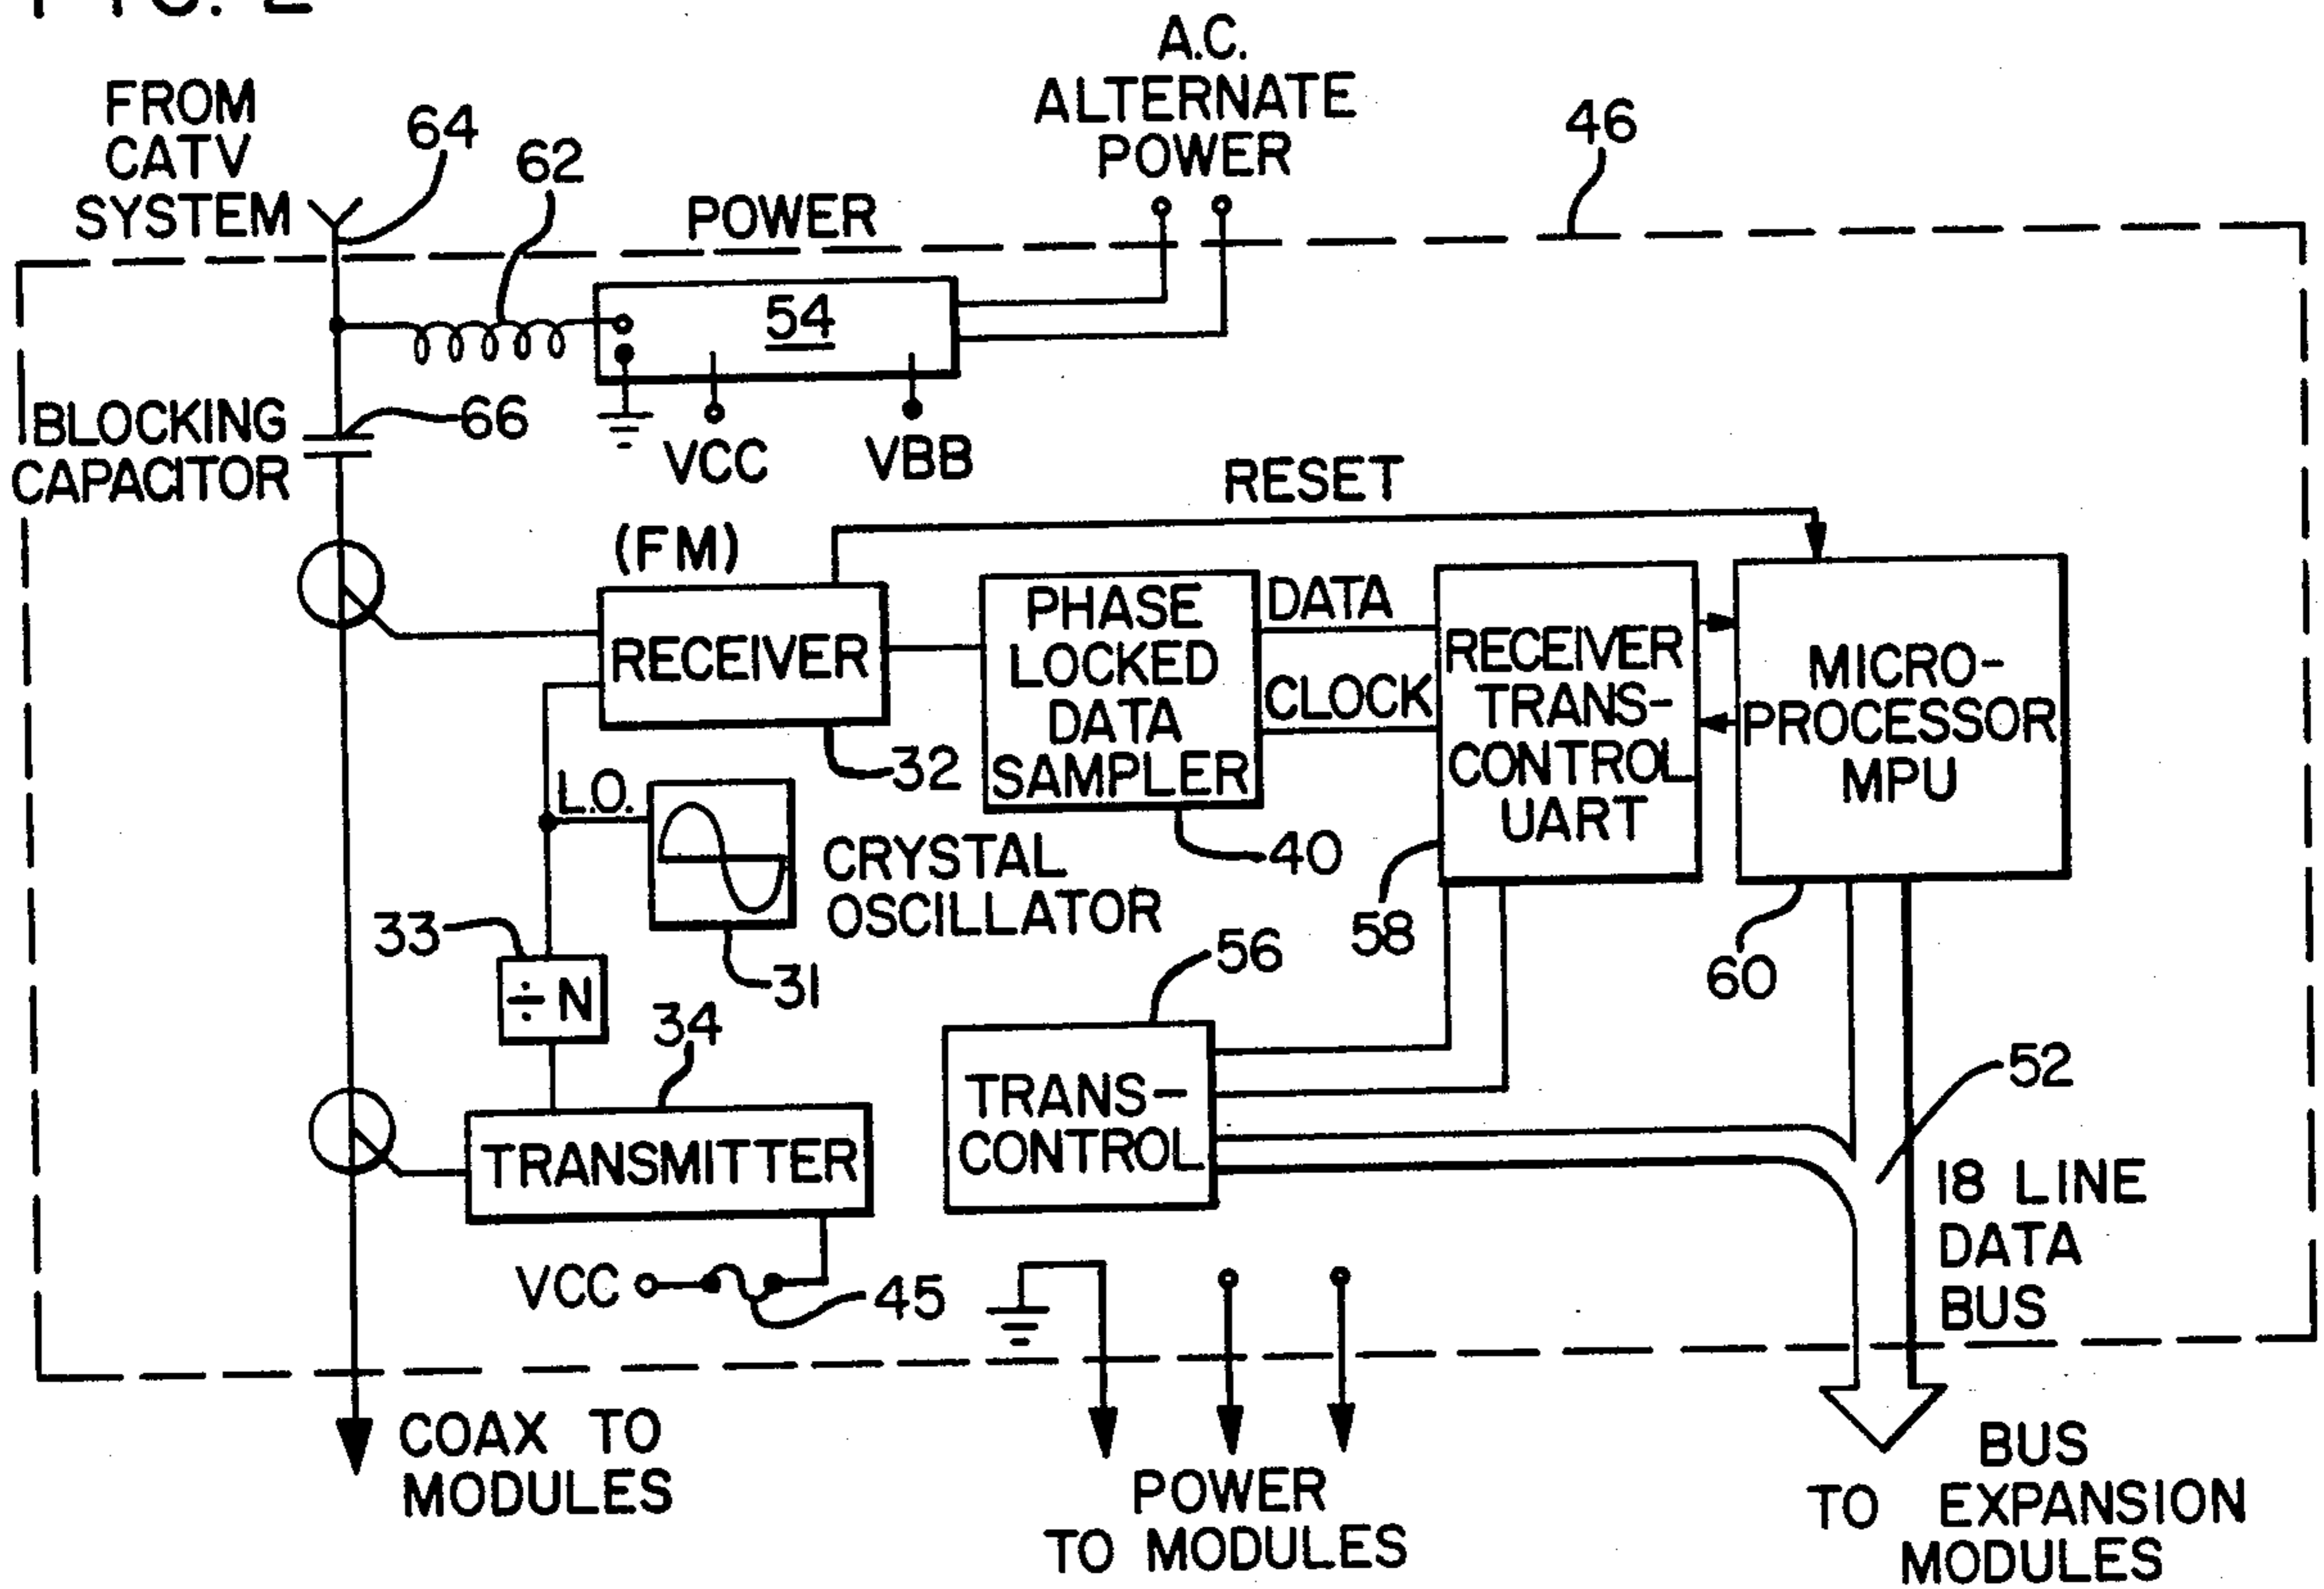 FIG. 2
FROM
CATV
SYSTEM
64
62
POWER
A.C.
ALTERNATE
POWER
46
54
BLOCKING
CAPACITOR
66
VCC
VBB
RESET
(FM)
RECEIVER
32
PHASE
LOCKED
DATA
SAMPLER
40
DATA
CLOCK
RECEIVER
TRANS-
CONTROL
UART
58
MICRO-
PROCESSOR
MPU
60
L.O.
CRYSTAL
OSCILLATOR
31
33
÷ N
34
TRANSMITTER
VCC
45
56
TRANS-
CONTROL
52
18 LINE
DATA
BUS
COAX TO
MODULES
POWER
TO MODULES
BUS
TO EXPANSION
MODULES